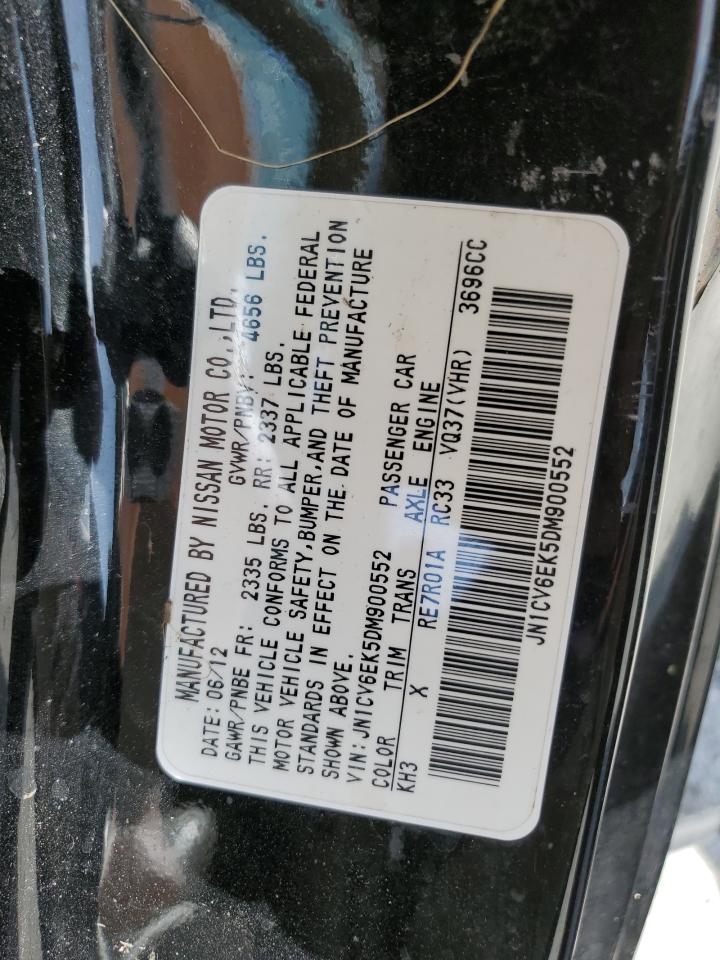 MANUFACTURED BY NISSAN MOTOR CO.,LTD.
DATE: 06/12 GVWR/PNBV: 4656 LBS.
GAWR/PNBE FR: 2335 LBS. RR: 2337 LBS.
THIS VEHICLE CONFORMS TO ALL APPLICABLE FEDERAL
MOTOR VEHICLE SAFETY,BUMPER,AND THEFT PREVENTION
STANDARDS IN EFFECT ON THE DATE OF MANUFACTURE
SHOWN ABOVE.
VIN: JN1CV6EK5DM900552 PASSENGER CAR
COLOR TRIM TRANS AXLE ENGINE
KH3 X RE7R01A RC33 VQ37(VHR) 3696CC
JN1CV6EK5DM900552